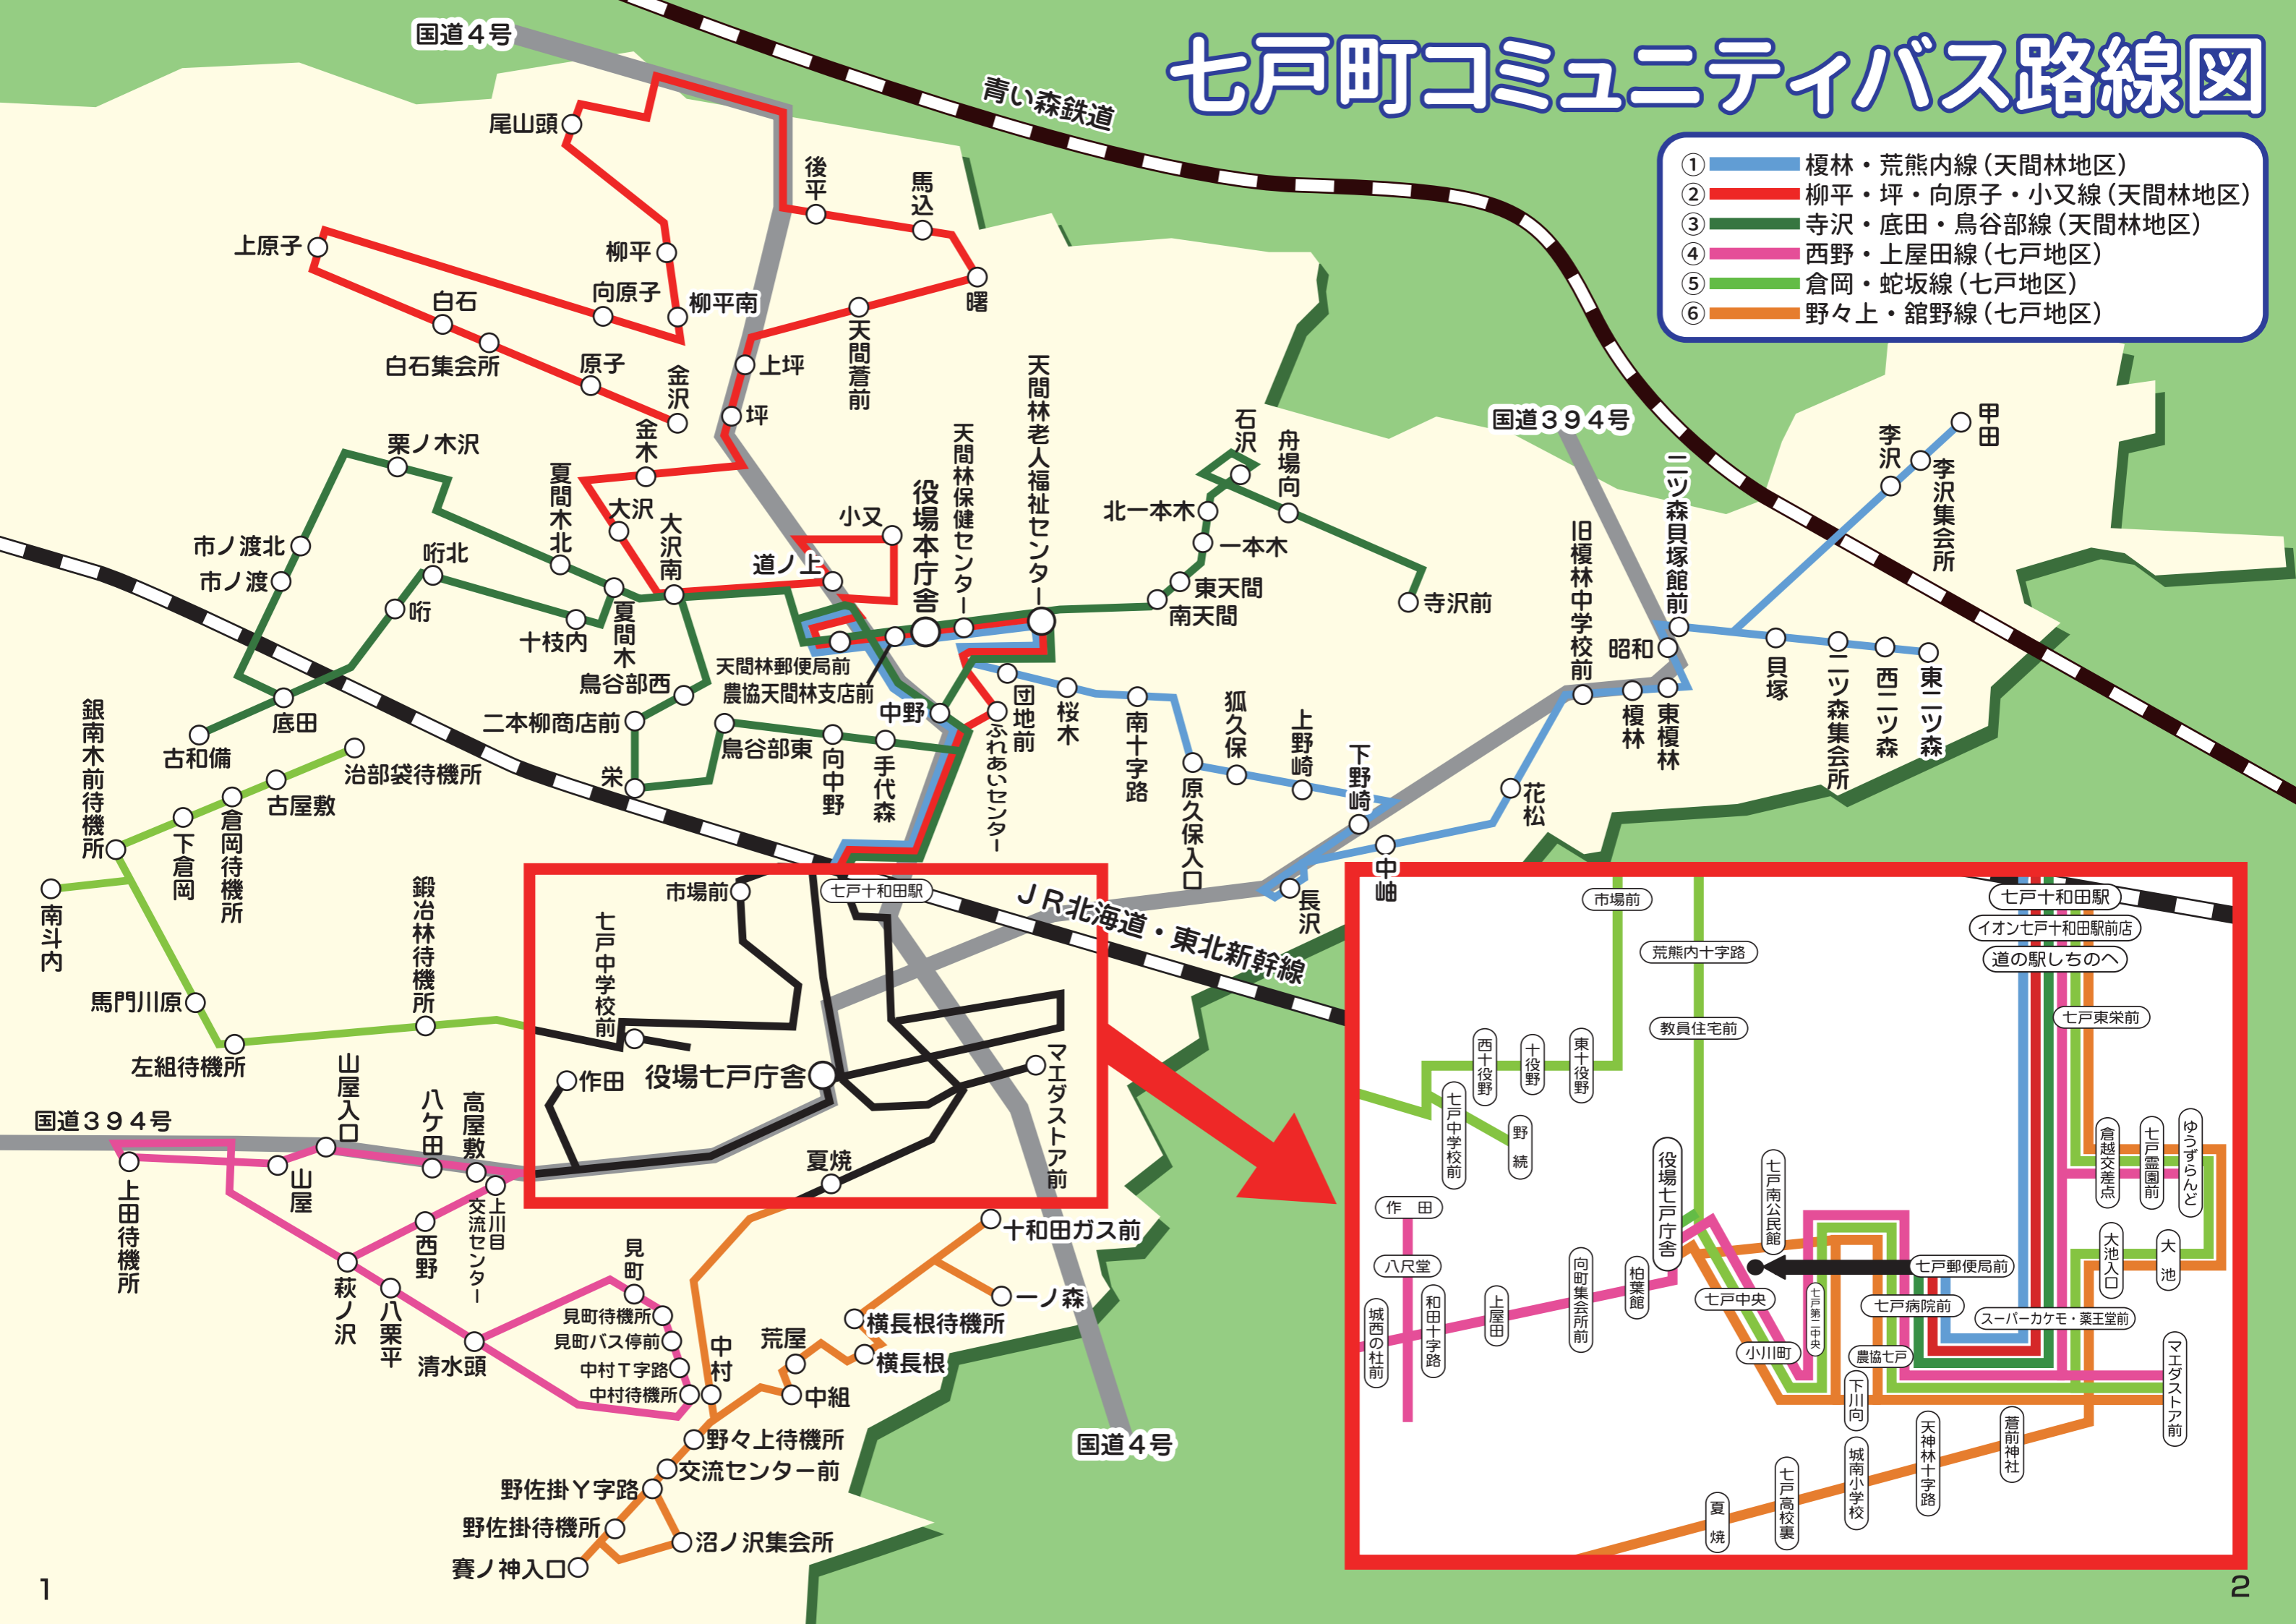 七戸町コミュニティバス路線図
① 榎林・荒熊内線（天間林地区）
② 柳平・坪・向原子・小又線（天間林地区）
③ 寺沢・底田・鳥谷部線（天間林地区）
④ 西野・上屋田線（七戸地区）
⑤ 倉岡・蛇坂線（七戸地区）
⑥ 野々上・舘野線（七戸地区）
国道４号
青い森鉄道
尾山頭
後平
馬込
上原子
柳平
曙
向原子
柳平南
白石
天間蒼前
白石集会所
原子
上坪
金沢
坪
天間林老人福祉センター
国道３９４号
甲田
李沢
李沢集会所
石沢
舟場向
栗ノ木沢
金木
天間林保健センター
二ツ森貝塚館前
夏間木北
大沢
大沢南
小又
役場本庁舎
北一本木
一本木
旧榎林中学校前
市ノ渡北
市ノ渡
哘北
哘
道ノ上
東天間
南天間
寺沢前
十枝内
夏間木
昭和
天間林郵便局前
農協天間林支店前
貝塚
二ツ森集会所
西二ツ森
東二ツ森
鳥谷部西
中野
団地前
桜木
南十字路
狐久保
上野崎
下野崎
榎林
東榎林
底田
古和備
二本柳商店前
鳥谷部東
向中野
手代森
ふれあいセンター
銀南木前待機所
治部袋待機所
古屋敷
栄
倉岡待機所
下倉岡
原久保入口
花松
中岫
長沢
南斗内
鍛冶林待機所
市場前
七戸十和田駅
七戸中学校前
ＪＲ北海道・東北新幹線
馬門川原
左組待機所
山屋入口
八ケ田
高屋敷
作田
役場七戸庁舎
マエダストア前
国道３９４号
上田待機所
山屋
上川目
交流センター
西野
夏焼
十和田ガス前
萩ノ沢
八栗平
見町
見町待機所
見町バス停前
中村Ｔ字路
中村待機所
中村
清水頭
一ノ森
横長根待機所
横長根
荒屋
中組
野々上待機所
交流センター前
野佐掛Ｙ字路
野佐掛待機所
沼ノ沢集会所
賽ノ神入口
国道４号
市場前
七戸十和田駅
イオン七戸十和田駅前店
道の駅しちのへ
荒熊内十字路
教員住宅前
七戸東栄前
西十役野
十役野
東十役野
七戸中学校前
野続
倉越交差点
七戸霊園前
ゆうずらんど
役場七戸庁舎
七戸南公民館
作田
八尺堂
城西の杜前
和田十字路
上屋田
向町集会所前
柏葉館
大池入口
大池
七戸郵便局前
七戸中央
七戸第二中央
七戸病院前
スーパーカケモ・薬王堂前
小川町
農協七戸
下川向
マエダストア前
夏焼
七戸高校裏
城南小学校
天神林十字路
蒼前神社
1
2